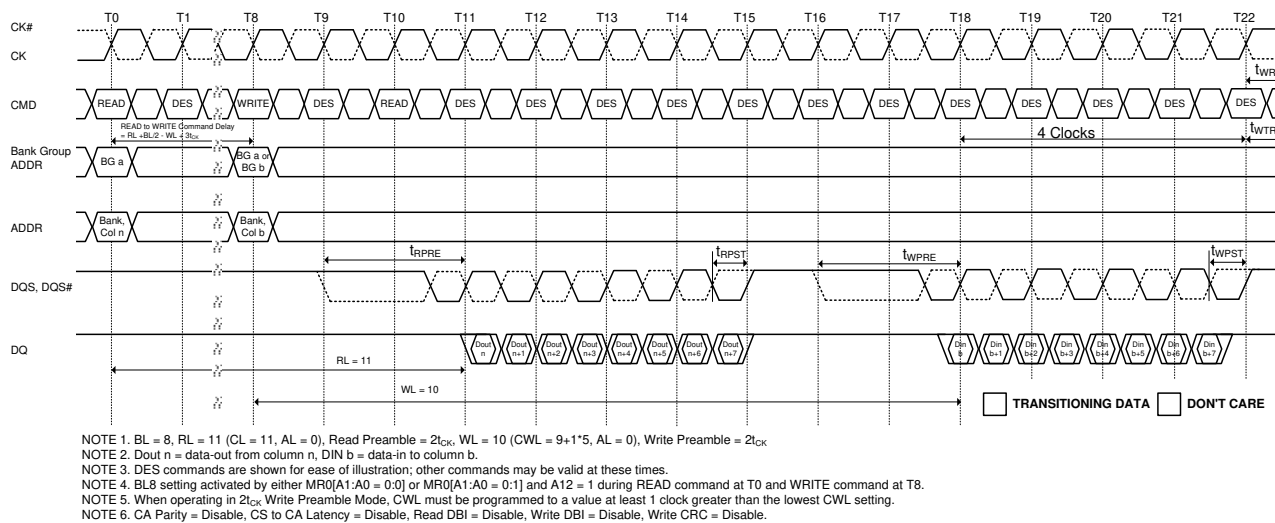 T0 T1 T8 T9 T10 T11 T12 T13 T14 T15 T16 T17 T18 T19 T20 T21 T22
CK#
CK
tWR
CMD READ DES WRITE DES READ DES DES DES DES DES DES DES DES DES DES DES DES
READ to WRITE Command Delay
= RL +BL/2 - WL + 3tCK
4 Clocks
tWTR
Bank Group
ADDR
BG a
BG a or
BG b
ADDR
Bank,
Col n
Bank,
Col b
tRPRE tRPST tWPRE tWPST
DQS, DQS#
DQ
Dout
n
Dout
n+1
Dout
n+2
Dout
n+3
Dout
n+4
Dout
n+5
Dout
n+6
Dout
n+7
Din
b
Din
b+1
Din
b+2
Din
b+3
Din
b+4
Din
b+5
Din
b+6
Din
b+7
RL = 11
WL = 10
TRANSITIONING DATA DON'T CARE
NOTE 1. BL = 8, RL = 11 (CL = 11, AL = 0), Read Preamble = 2tCK, WL = 10 (CWL = 9+1*5, AL = 0), Write Preamble = 2tCK
NOTE 2. Dout n = data-out from column n, DIN b = data-in to column b.
NOTE 3. DES commands are shown for ease of illustration; other commands may be valid at these times.
NOTE 4. BL8 setting activated by either MR0[A1:A0 = 0:0] or MR0[A1:A0 = 0:1] and A12 = 1 during READ command at T0 and WRITE command at T8.
NOTE 5. When operating in 2tCK Write Preamble Mode, CWL must be programmed to a value at least 1 clock greater than the lowest CWL setting.
NOTE 6. CA Parity = Disable, CS to CA Latency = Disable, Read DBI = Disable, Write DBI = Disable, Write CRC = Disable.